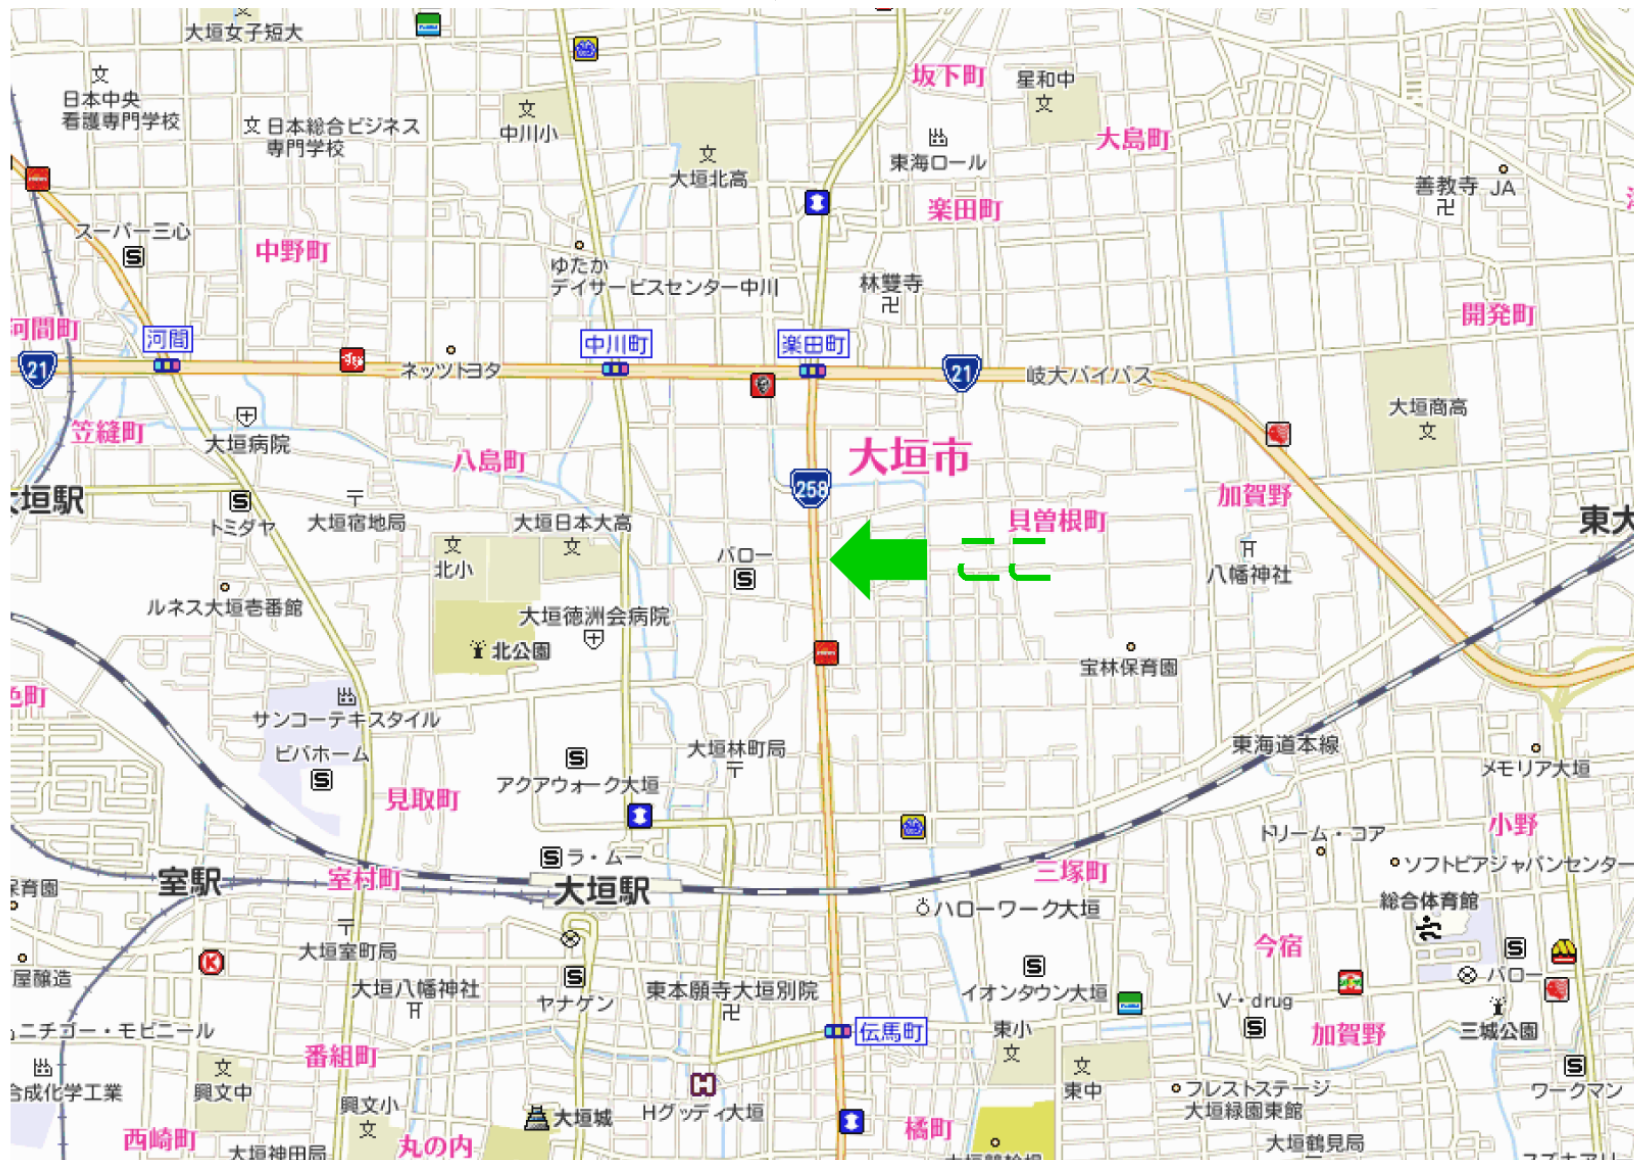 大垣女子短大
日本中央
看護専門学校
日本総合ビジネス
専門学校
中川小
大垣北高
坂下町
星和中
大島町
東海ロール
楽田町
善教寺
JA
スーパー三心
中野町
ゆたか
デイサービスセンター中川
林雙寺
開発町
河間町
河間
中川町
楽田町
21
ネッツトヨタ
21
岐大バイパス
大垣商高
笠縫町
大垣病院
八島町
大垣市
258
加賀野
大垣駅
トミダヤ
大垣宿地局
大垣日本大高
貝曽根町
東大
北小
バロー
ここ
八幡神社
ルネス大垣壱番館
大垣徳洲会病院
北公園
宝林保育園
色町
サンコーテキスタイル
ビバホーム
大垣林町局
東海道本線
アクアウォーク大垣
メモリア大垣
見取町
小野
ドリーム・コア
ラ・ムー
ソフトピアジャパンセンター
室駅
室村町
大垣駅
三塚町
保育園
ハローワーク大垣
総合体育館
大垣室町局
今宿
屋醸造
バロー
大垣八幡神社
ヤナゲン
東本願寺大垣別院
イオンタウン大垣
V・drug
ニチゴー・モビニール
伝馬町
東小
加賀野
三城公園
番組町
合成化学工業
興文中
東中
フレストステージ
大垣緑園東館
ワークマン
興文小
大垣城
Hグッディ大垣
西崎町
大垣神田局
丸の内
橘町
大垣鶴見局